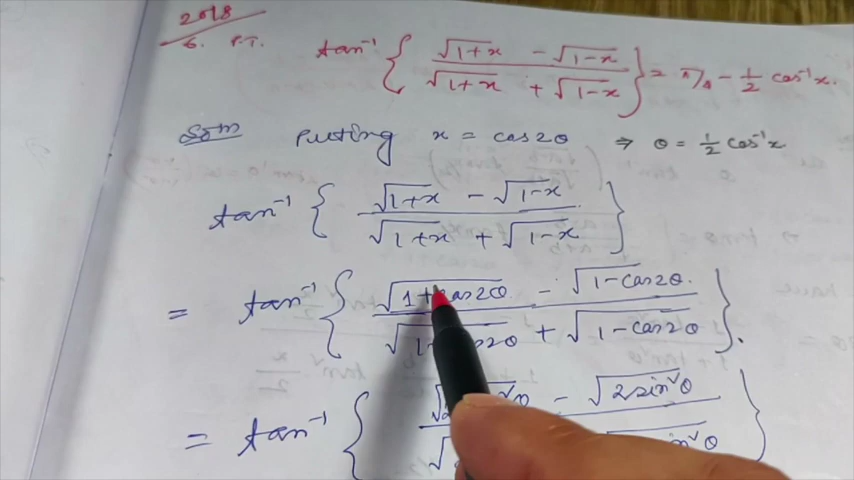 2018
6. P.T. tan⁻¹ { (√(1+x) − √(1−x)) / (√(1+x) + √(1−x)) } = π/4 − 1/2 cos⁻¹x.
Soln Putting x = cos2θ ⇒ θ = 1/2 cos⁻¹x
tan⁻¹ { (√(1+x) − √(1−x)) / (√(1+x) + √(1−x)) }
= tan⁻¹ { (√(1+cos2θ) − √(1−cos2θ)) / (√(1+cos2θ) + √(1−cos2θ)) }.
= tan⁻¹ { − √(2sin²θ)